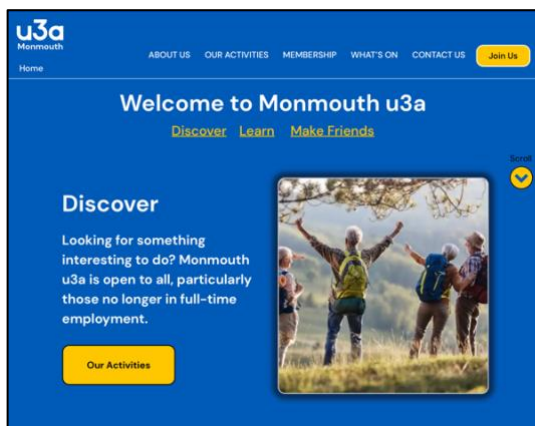 u3a
Monmouth
Home
ABOUT US OUR ACTIVITIES MEMBERSHIP WHAT'S ON CONTACT US Join Us
Welcome to Monmouth u3a
Discover Learn Make Friends
Scroll
Discover
Looking for something
interesting to do? Monmouth
u3a is open to all, particularly
those no longer in full-time
employment.
Our Activities